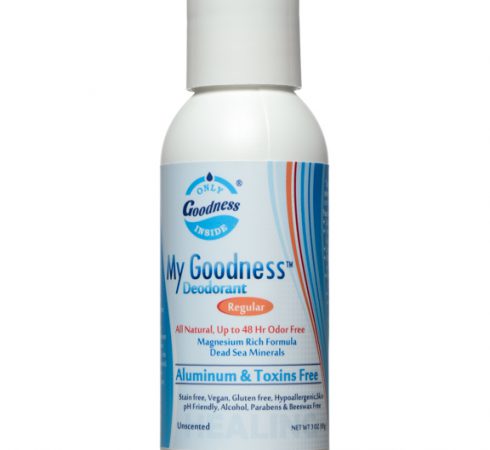 ONLY
Goodness
INSIDE
®
My Goodness™
Deodorant
Regular
All Natural, Up to 48 Hr Odor Free
Magnesium Rich Formula
Dead Sea Minerals
Aluminum & Toxins Free
Stain free, Vegan, Gluten free, Hypoallergenic, Skin
pH Friendly, Alcohol, Parabens & Beeswax Free
Unscented
NET WT 3 OZ
HEALING